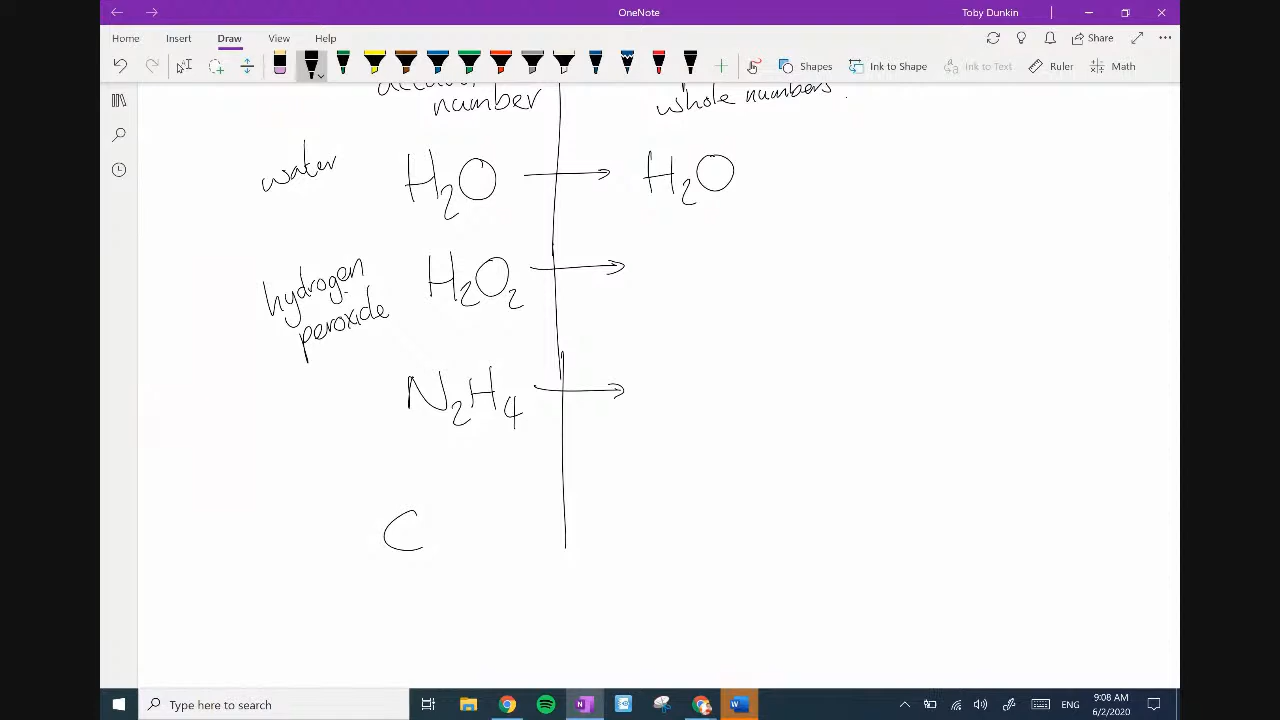 OneNote
Toby Dunkin
Home Insert Draw View Help
Share
Shapes Ink to Shape Ink to Text Ruler Math
number
whole numbers.
water H₂O → H₂O
hydrogen
peroxide H₂O₂ →
N₂H₄ →
C
Type here to search
ENG
9:08 AM
6/2/2020